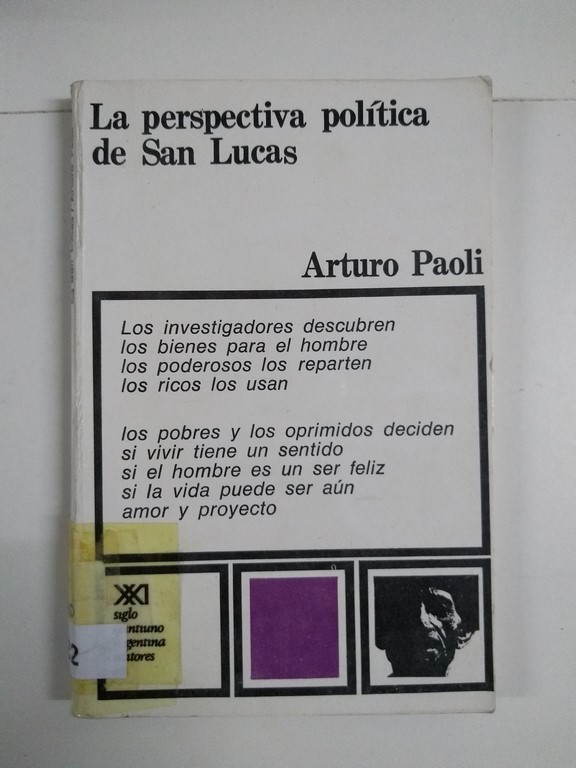 La perspectiva política
de San Lucas
Arturo Paoli
Los investigadores descubren
los bienes para el hombre
los poderosos los reparten
los ricos los usan
los pobres y los oprimidos deciden
si vivir tiene un sentido
si el hombre es un ser feliz
si la vida puede ser aún
amor y proyecto
siglo